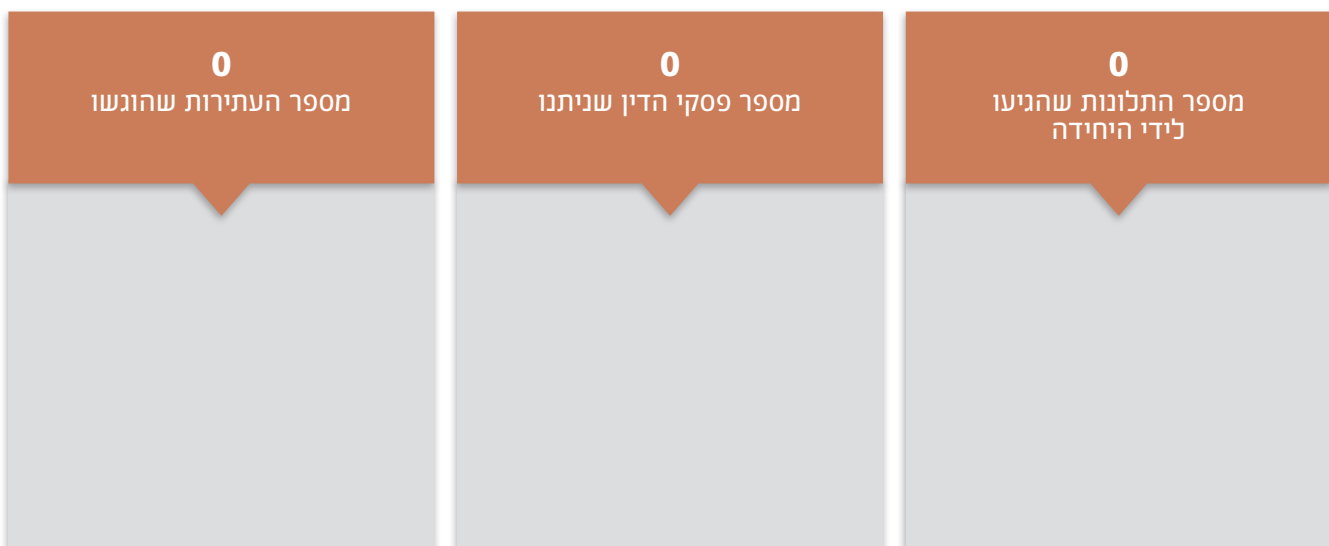 0
מספר התלונות שהגיעו
לידי היחידה
0
מספר פסקי הדין שניתנו
0
מספר העתירות שהוגשו